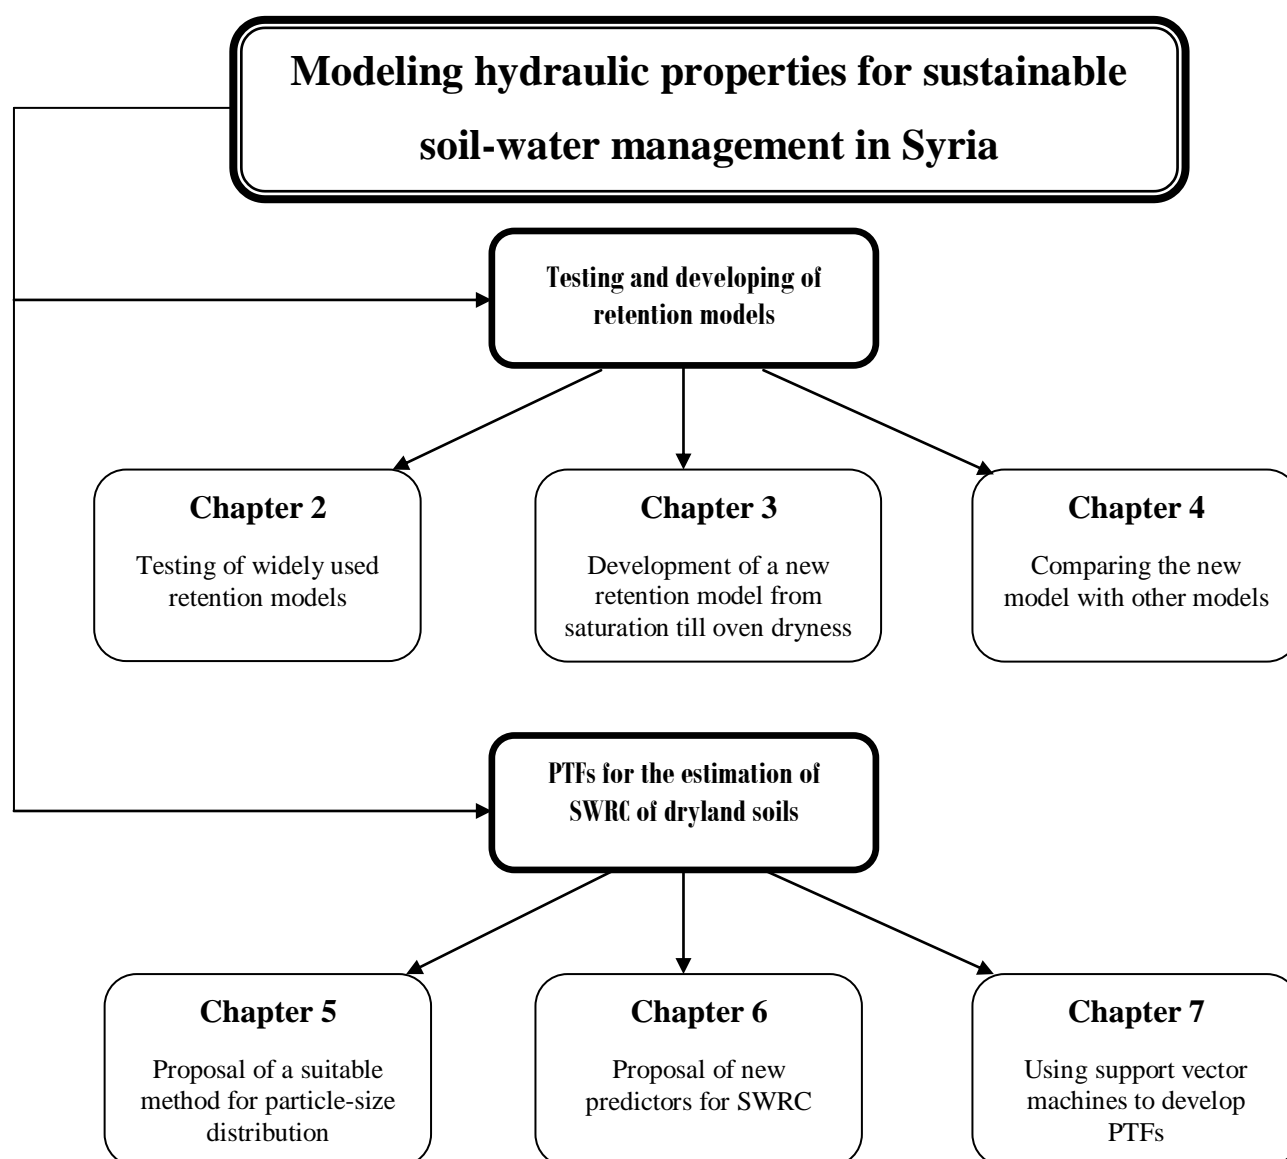 Modeling hydraulic properties for sustainable
soil-water management in Syria
Testing and developing of
retention models
Chapter 2
Testing of widely used
retention models
Chapter 3
Development of a new
retention model from
saturation till oven dryness
Chapter 4
Comparing the new
model with other models
PTFs for the estimation of
SWRC of dryland soils
Chapter 5
Proposal of a suitable
method for particle-size
distribution
Chapter 6
Proposal of new
predictors for SWRC
Chapter 7
Using support vector
machines to develop
PTFs